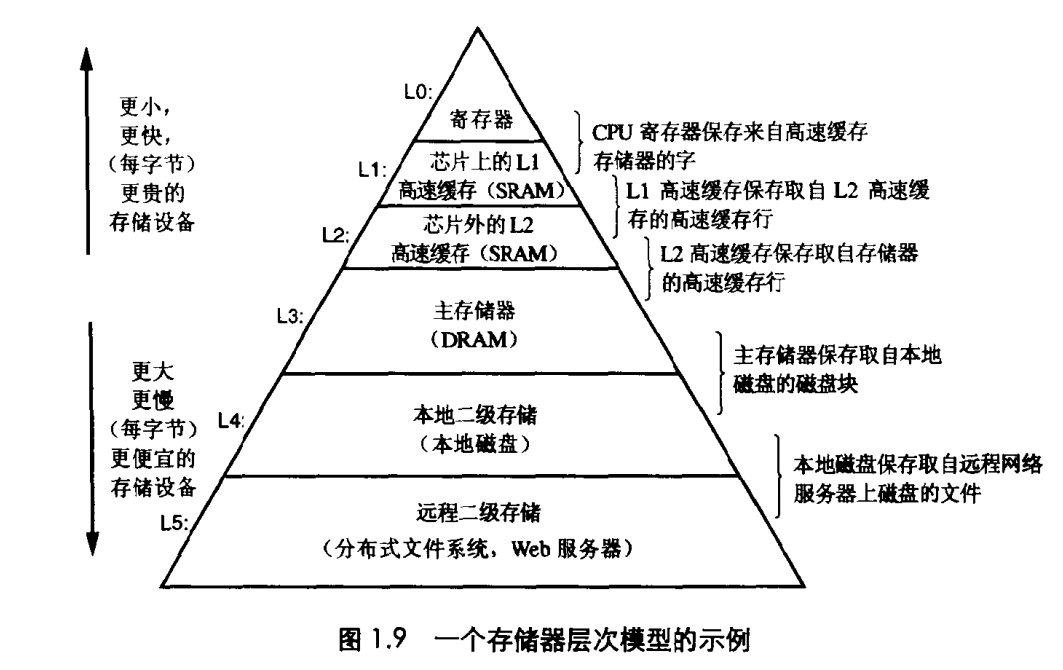 更小，
更快，
（每字节）
更贵的
存储设备
更大
更慢
（每字节）
更便宜的
存储设备
L0:
寄存器
L1:
芯片上的 L1
高速缓存（SRAM）
L2:
芯片外的 L2
高速缓存（SRAM）
L3:
主存储器
（DRAM）
L4:
本地二级存储
（本地磁盘）
L5:
远程二级存储
（分布式文件系统，Web 服务器）
CPU 寄存器保存来自高速缓存
存储器的字
L1 高速缓存保存取自 L2 高速缓
存的高速缓存行
L2 高速缓存保存取自存储器
的高速缓存行
主存储器保存取自本地
磁盘的磁盘块
本地磁盘保存取自远程网络
服务器上磁盘的文件
图 1.9 一个存储器层次模型的示例